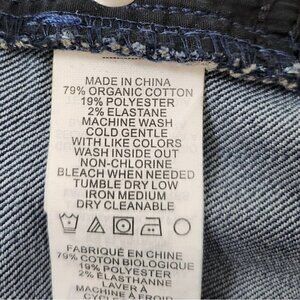 MADE IN CHINA
79% ORGANIC COTTON
19% POLYESTER
2% ELASTANE
MACHINE WASH
COLD GENTLE
WITH LIKE COLORS
WASH INSIDE OUT
NON-CHLORINE
BLEACH WHEN NEEDED
TUMBLE DRY LOW
IRON MEDIUM
DRY CLEANABLE
FABRIQUÉ EN CHINE
79% COTON BIOLOGIQUE
19% POLYESTER
2% ÉLASTHANNE
LAVER À
MACHINE À FROID